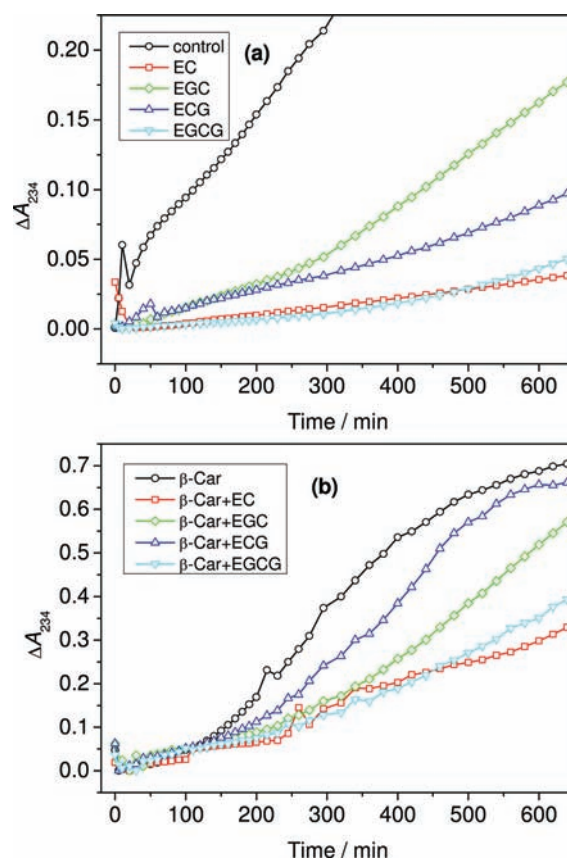 0.20
0.15
0.10
0.05
0.00
ΔA234
control
EC
EGC
ECG
EGCG
(a)
0 100 200 300 400 500 600
Time / min
0.7
0.6
0.5
0.4
0.3
0.2
0.1
0.0
ΔA234
β-Car
β-Car+EC
β-Car+EGC
β-Car+ECG
β-Car+EGCG
(b)
0 100 200 300 400 500 600
Time / min